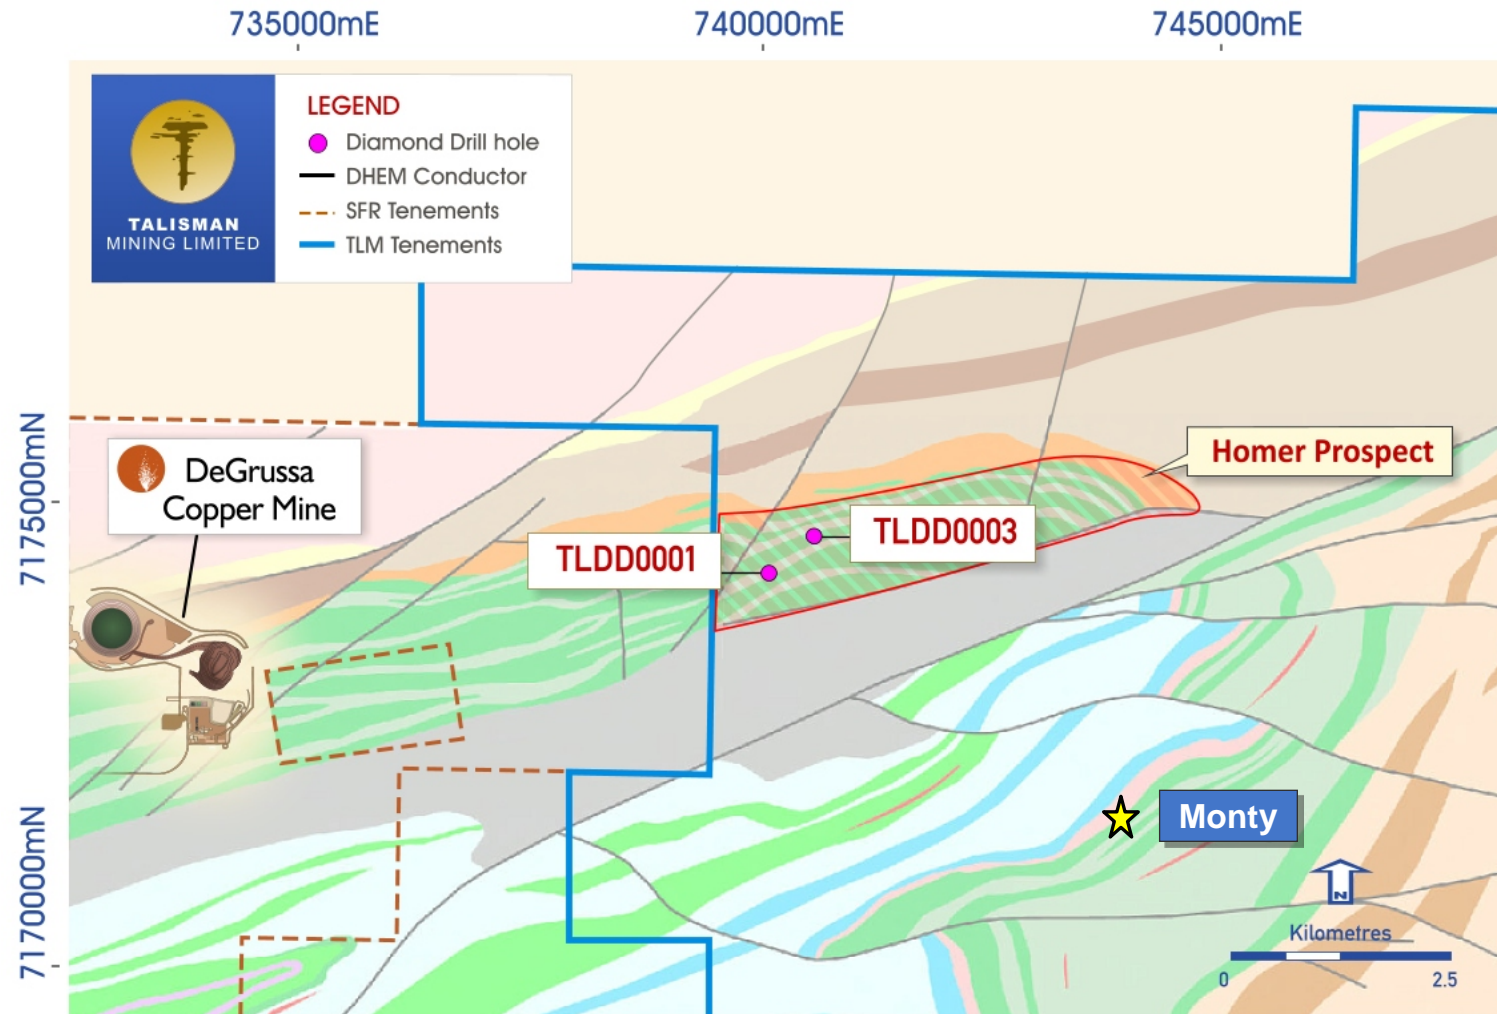 735000mE
740000mE
745000mE
TALISMAN
MINING LIMITED
LEGEND
Diamond Drill hole
DHEM Conductor
SFR Tenements
TLM Tenements
7175000mN
7170000mN
DeGrussa
Copper Mine
Homer Prospect
TLDD0003
TLDD0001
Monty
N
Kilometres
0
2.5